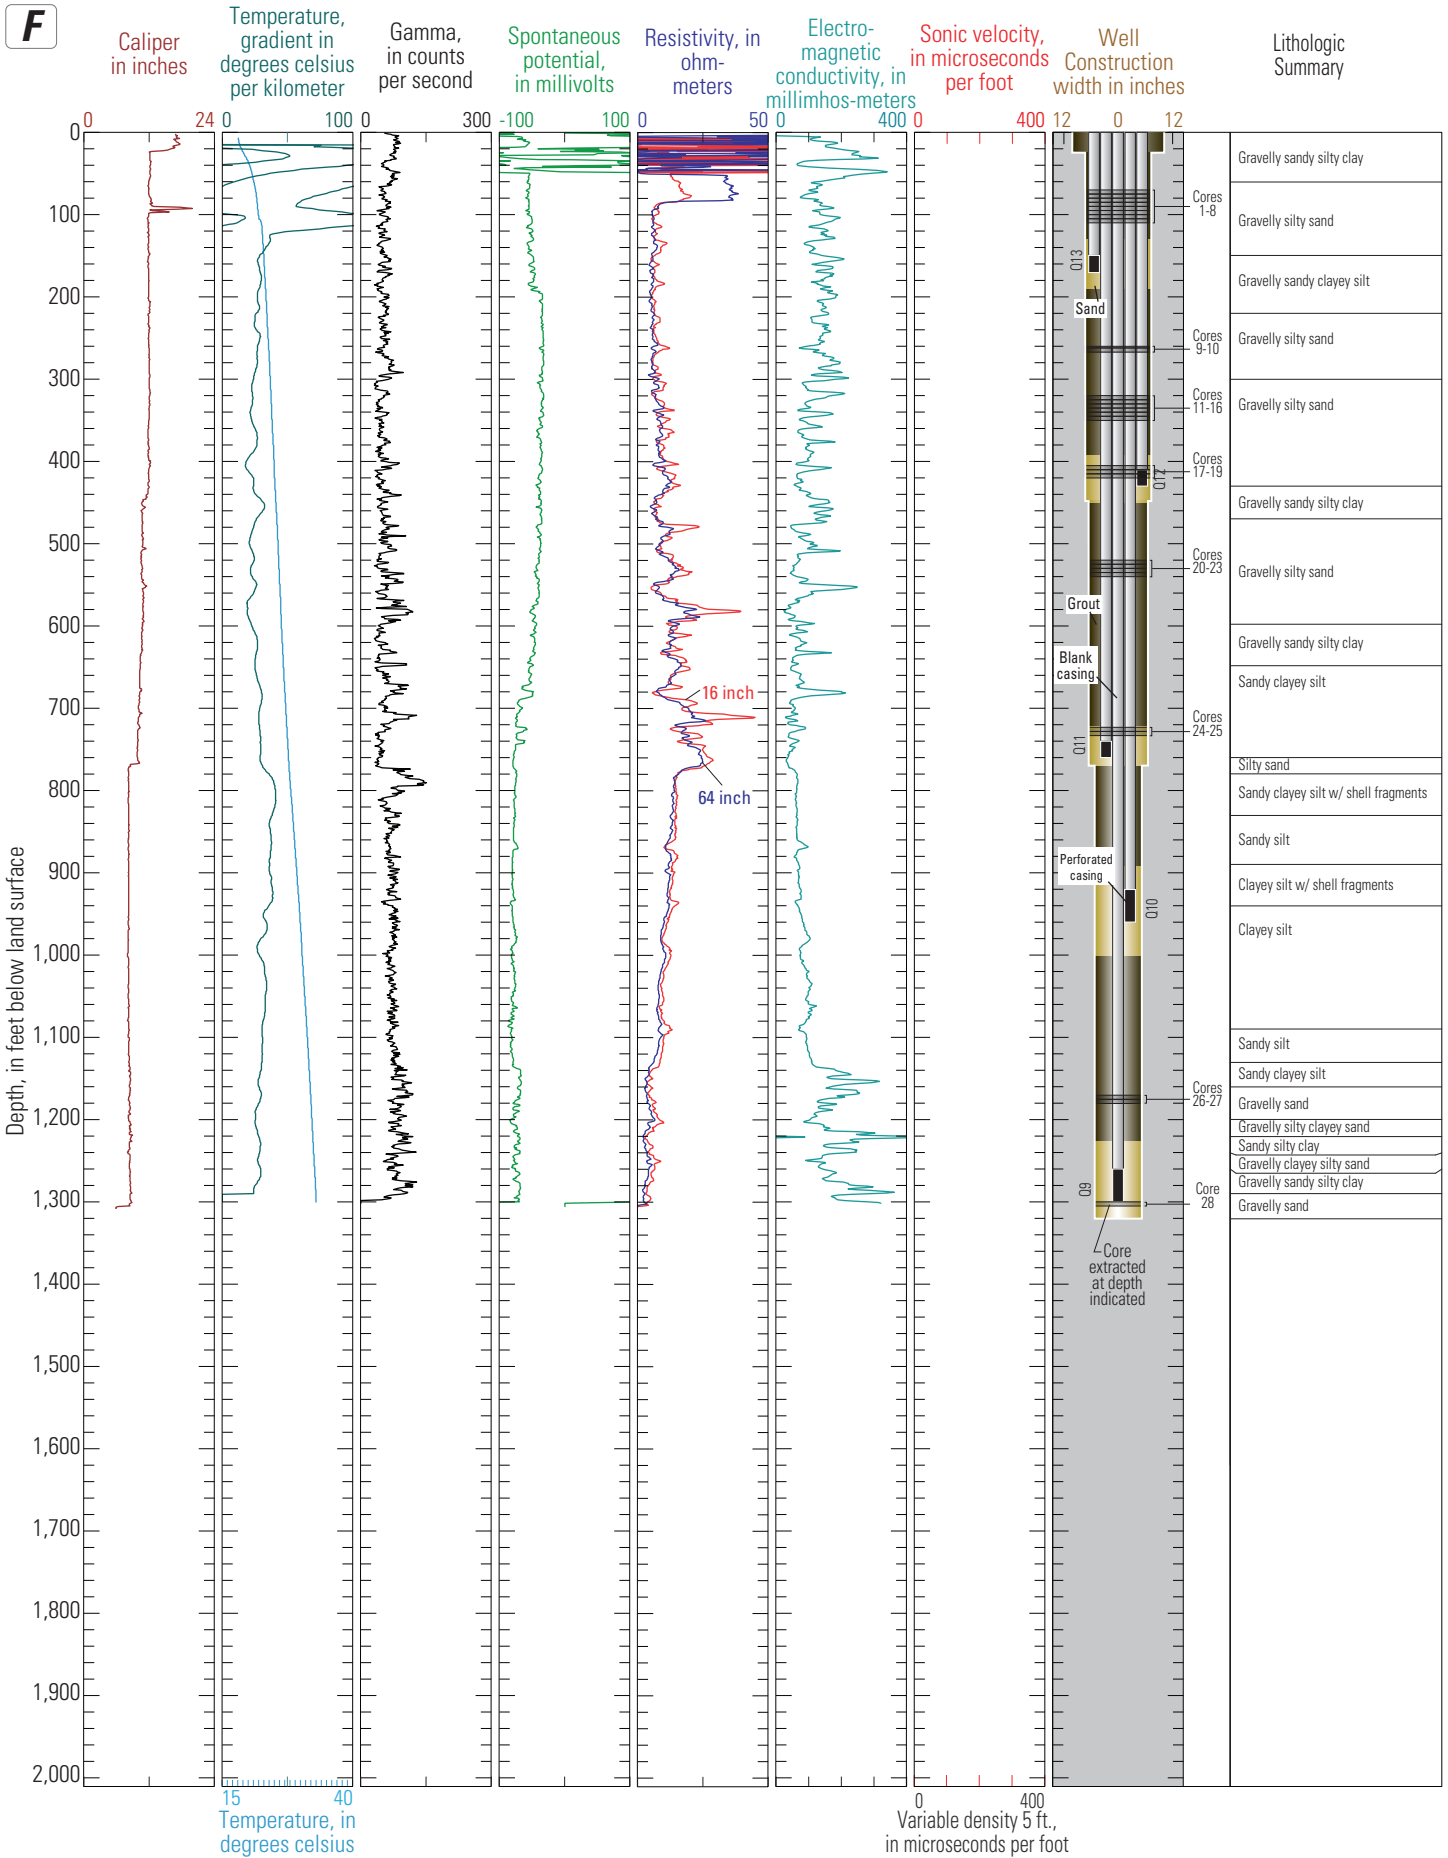 F
Caliper
in inches
Temperature,
gradient in
degrees celsius
per kilometer
Gamma,
in counts
per second
Spontaneous
potential,
in millivolts
Resistivity, in
ohm-
meters
Electro-
magnetic
conductivity, in
millimhos-meters
Sonic velocity,
in microseconds
per foot
Well
Construction
width in inches
Lithologic
Summary
0 24
0 100
0 300
-100 100
0 50
0 400
0 400
12 0 12
Depth, in feet below land surface
0
100
200
300
400
500
600
700
800
900
1,000
1,100
1,200
1,300
1,400
1,500
1,600
1,700
1,800
1,900
2,000
16 inch
64 inch
Cores
1-8
Q13
Sand
Cores
9-10
Cores
11-16
Cores
17-19
Q12
Cores
20-23
Grout
Blank
casing
Cores
24-25
Q11
Perforated
casing
Q10
Cores
26-27
Q9
Core
28
Core
extracted
at depth
indicated
Gravelly sandy silty clay
Gravelly silty sand
Gravelly sandy clayey silt
Gravelly silty sand
Gravelly silty sand
Gravelly sandy silty clay
Gravelly silty sand
Gravelly sandy silty clay
Sandy clayey silt
Silty sand
Sandy clayey silt w/ shell fragments
Sandy silt
Clayey silt w/ shell fragments
Clayey silt
Sandy silt
Sandy clayey silt
Gravelly sand
Gravelly silty clayey sand
Sandy silty clay
Gravelly clayey silty sand
Gravelly sandy silty clay
Gravelly sand
15 40
Temperature, in
degrees celsius
0 400
Variable density 5 ft.,
in microseconds per foot